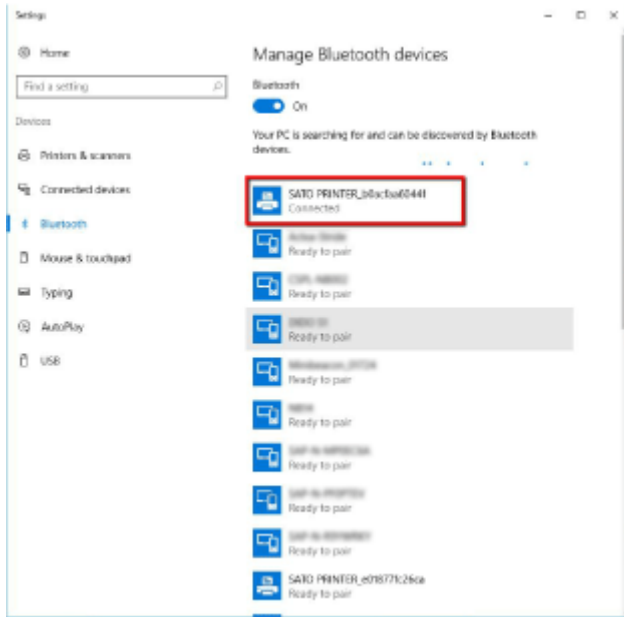 Settings
Home
Manage Bluetooth devices
Find a setting
Bluetooth
On
Devices
Your PC is searching for and can be discovered by Bluetooth
devices.
Printers & scanners
Connected devices
SATO PRINTER
Connected
Bluetooth
Ready to pair
Mouse & touchpad
Typing
Ready to pair
AutoPlay
Ready to pair
USB
Ready to pair
Ready to pair
Ready to pair
Ready to pair
Ready to pair
SATO PRINTER_e018771c26ca
Ready to pair